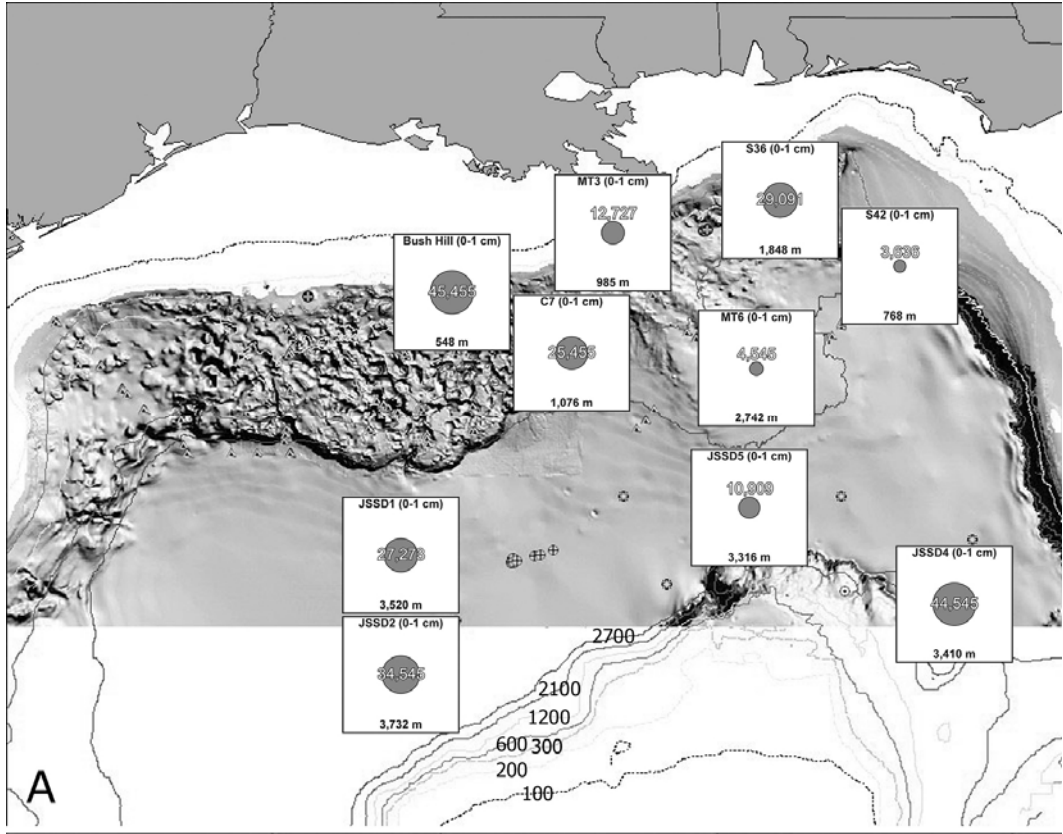 S36 (0-1 cm)
29,091
1,848 m
MT3 (0-1 cm)
12,727
985 m
S42 (0-1 cm)
3,636
768 m
Bush Hill (0-1 cm)
45,455
548 m
C7 (0-1 cm)
25,455
1,076 m
MT6 (0-1 cm)
4,545
2,742 m
JSSD5 (0-1 cm)
10,909
3,316 m
JSSD1 (0-1 cm)
27,273
3,520 m
JSSD4 (0-1 cm)
44,545
3,410 m
JSSD2 (0-1 cm)
34,545
3,732 m
2700
2100
1200
600 300
200
100
A